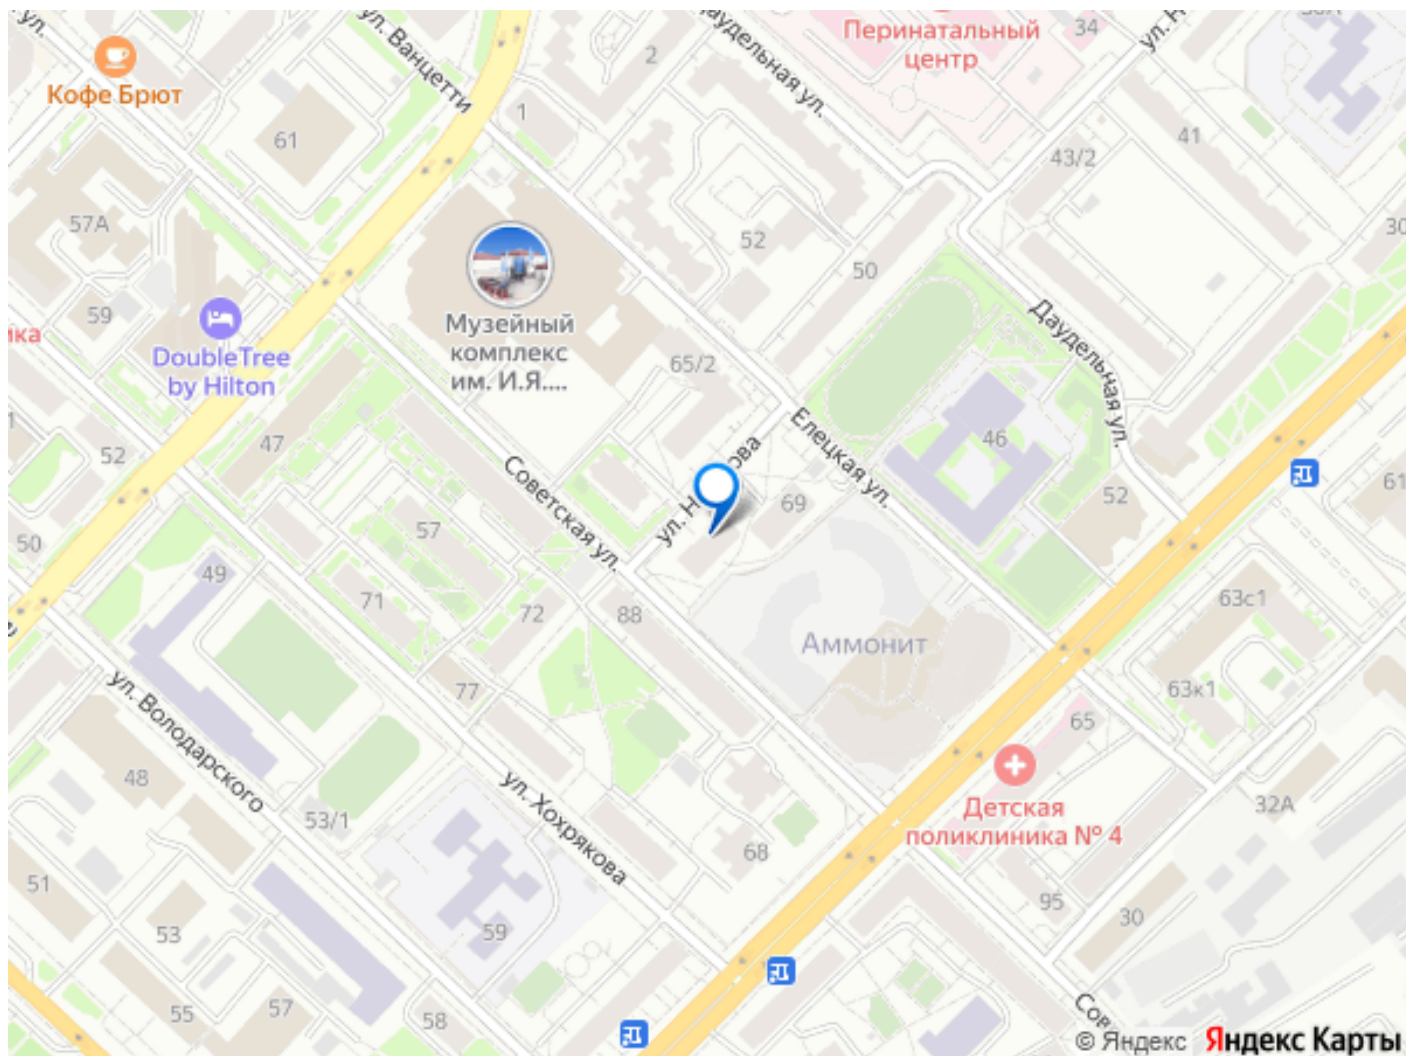 ул.
Кофе Брют
ул. Ванцетти
2
1
61
Даудельная ул.
Перинатальный
центр
34
ул. Н
41
43/2
57А
59
DoubleTree
by Hilton
Музейный
комплекс
им. И.Я....
52
50
30
65/2
47
52
Советская ул.
Елецкая ул.
Даудельная ул.
46
52
61
69
50
49
57
71
72
88
Аммонит
63с1
63к1
65
77
ул. Володарского
48
53/1
ул. Хохрякова
68
Детская
поликлиника № 4
32А
95
30
51
53
59
55
57
58
Сов
© Яндекс Яндекс Карты